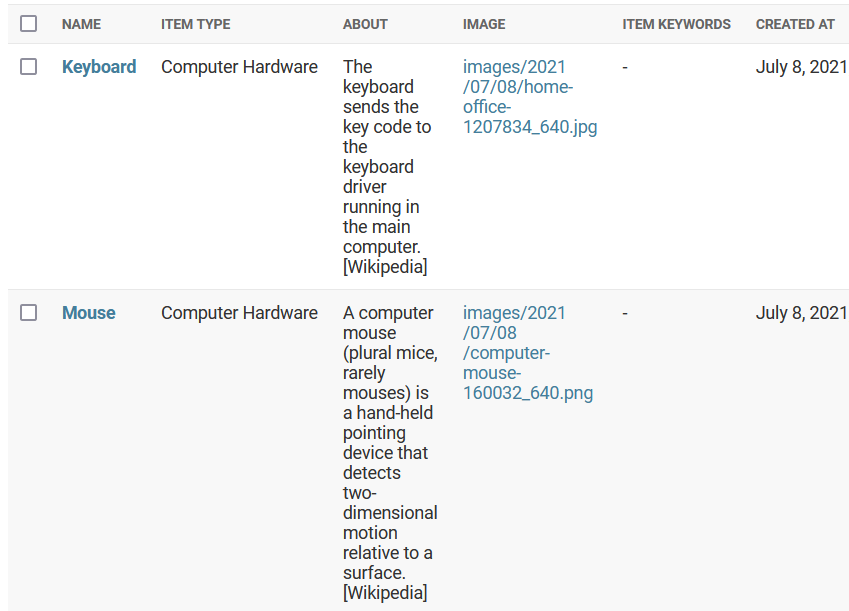 NAME ITEM TYPE ABOUT IMAGE ITEM KEYWORDS CREATED AT
Keyboard Computer Hardware The images/2021 - July 8, 2021
keyboard /07/08/home-
sends the office-
key code to 1207834_640.jpg
the
keyboard
driver
running in
the main
computer.
[Wikipedia]
Mouse Computer Hardware A computer images/2021 - July 8, 2021
mouse /07/08
(plural mice, /computer-
rarely mouse-
mouses) is 160032_640.png
a hand-held
pointing
device that
detects
two-
dimensional
motion
relative to a
surface.
[Wikipedia]